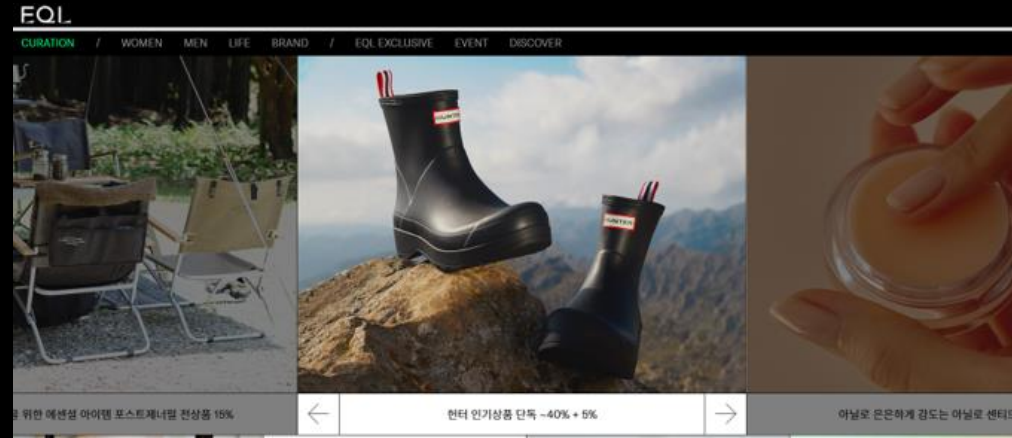 EQL
CURATION / WOMEN MEN LIFE BRAND / EQL EXCLUSIVE EVENT DISCOVER
HUNTER
HUNTER
위한 에센셜 아이템 포스트제너럴 전상품 15%
← 헌터 인기상품 단독 ~40% + 5% →
아닐로 은은하게 감도는 아닐로 센티드